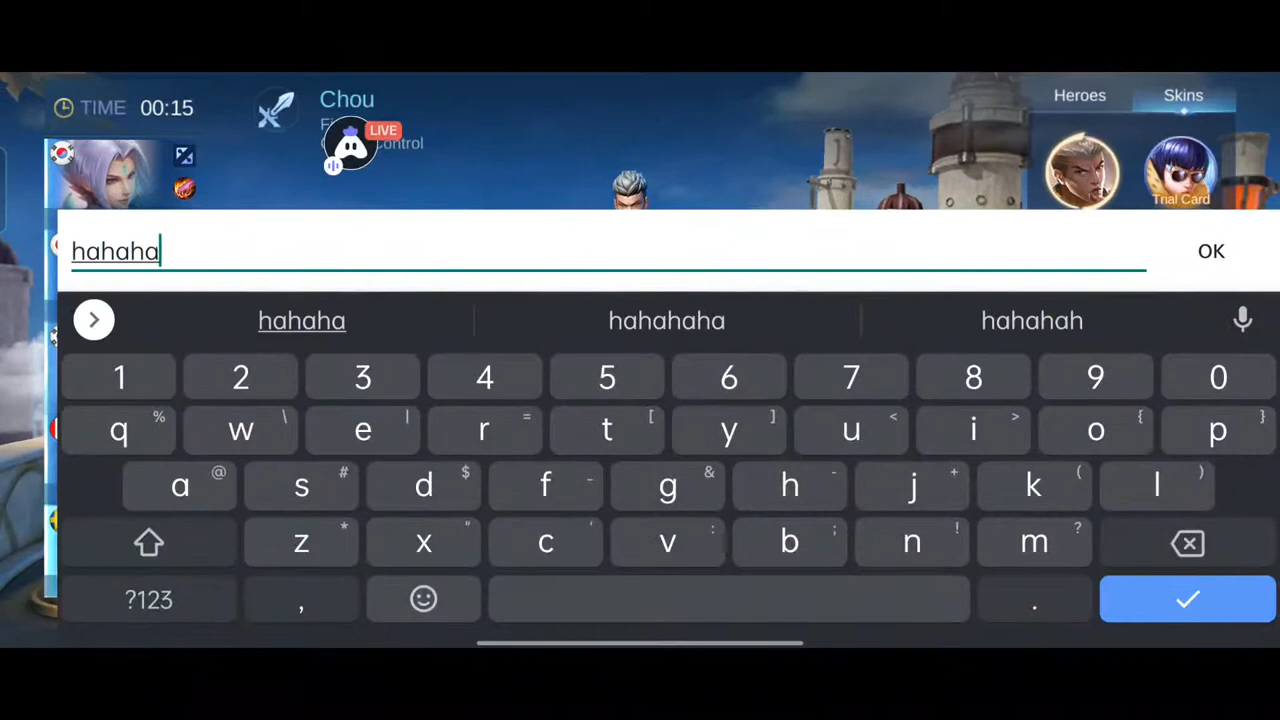 TIME 00:15
Chou
LIVE
Control
Heroes
Skins
Trial Card
hahaha
OK
hahaha
hahahaha
hahahah
1 2 3 4 5 6 7 8 9 0
q % w \ e | r = t [ y ] u < i > o { p }
a @ s # d $ f - g & h - j + k ( l )
z * x " c ' v : b ; n ! m ?
?123 , .